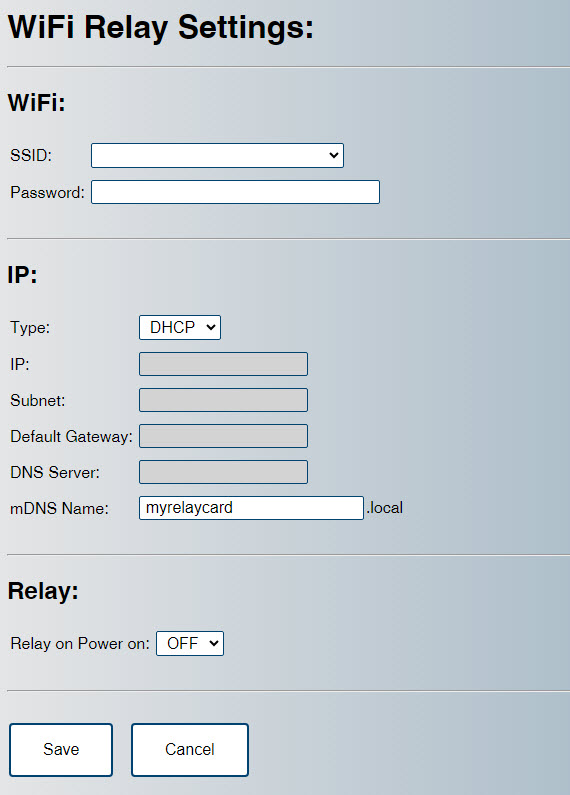 WiFi Relay Settings:
WiFi:
SSID:
Password:
IP:
Type: DHCP
IP:
Subnet:
Default Gateway:
DNS Server:
mDNS Name: myrelaycard .local
Relay:
Relay on Power on: OFF
Save Cancel